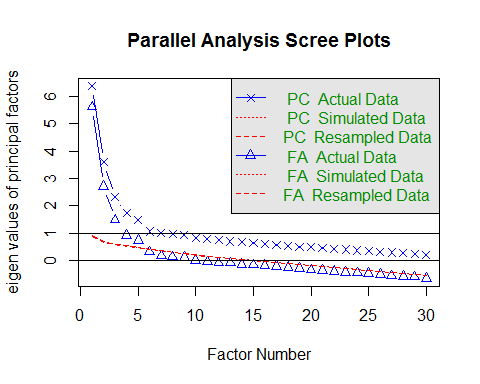 Parallel Analysis Scree Plots
eigen values of principal factors
6
5
4
3
2
1
0
PC Actual Data
PC Simulated Data
PC Resampled Data
FA Actual Data
FA Simulated Data
FA Resampled Data
0 5 10 15 20 25 30
Factor Number